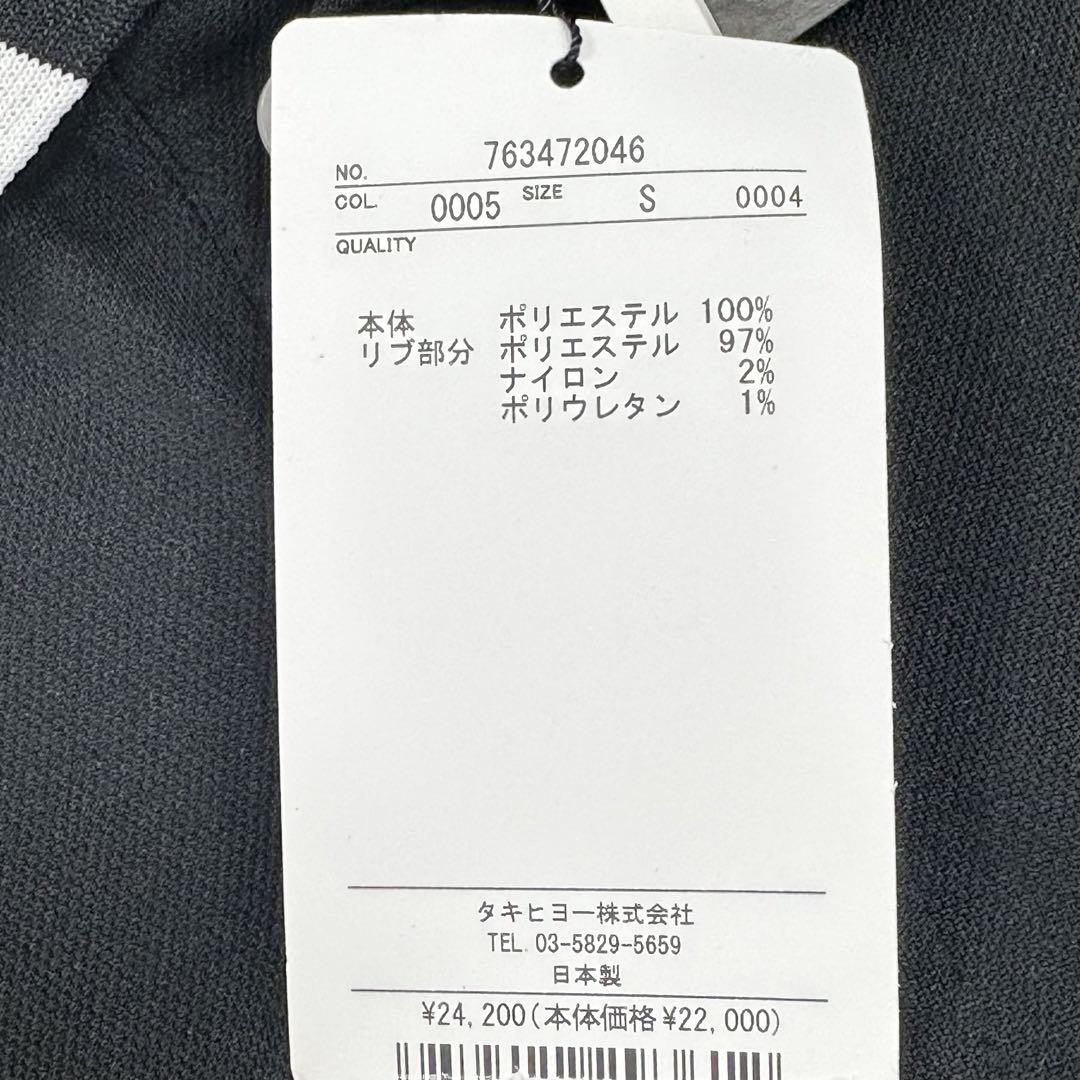 NO. 763472046
COL. 0005 SIZE S 0004
QUALITY
本体 ポリエステル 100%
リブ部分 ポリエステル 97%
ナイロン 2%
ポリウレタン 1%
タキヒヨー株式会社
TEL. 03-5829-5659
日本製
¥24,200(本体価格¥22,000)